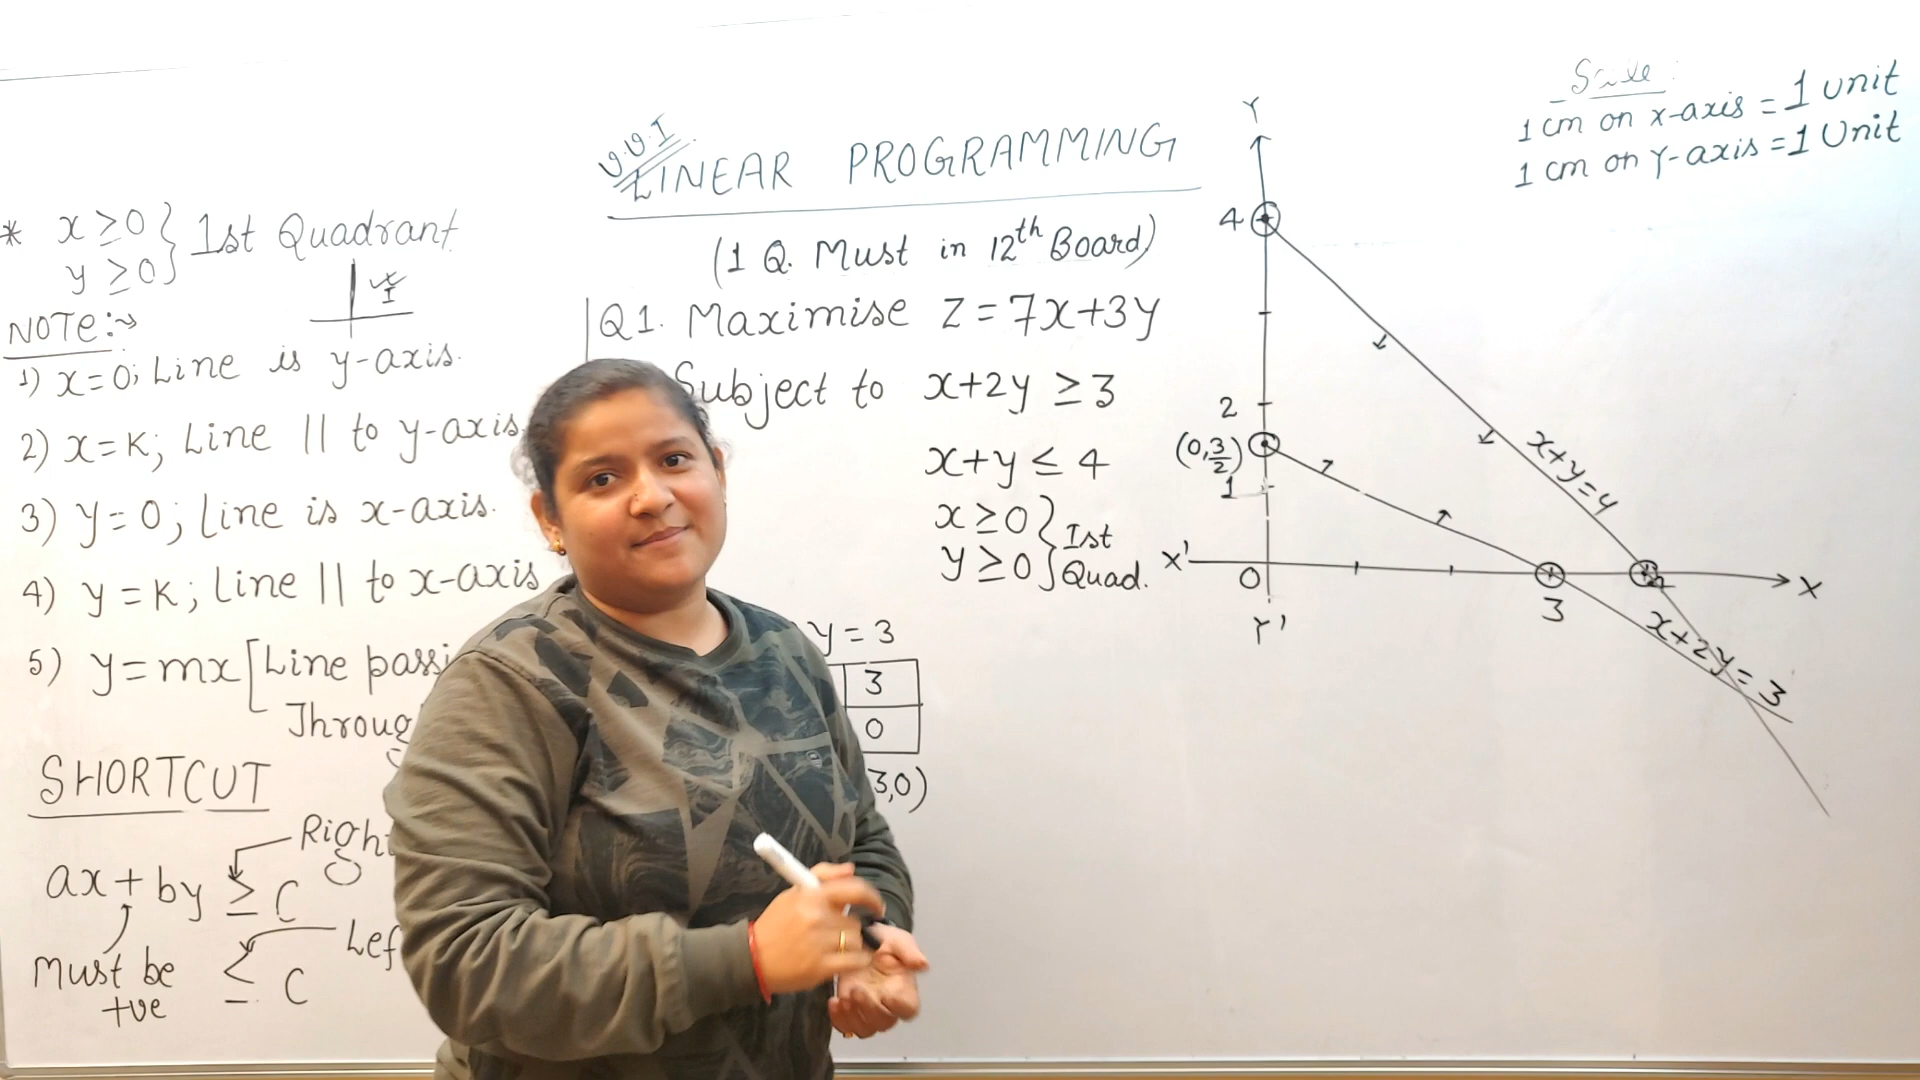 * x ≥ 0 } 1st Quadrant
y ≥ 0
I
NOTE:
1) x = 0; Line is y-axis.
2) x = K; Line || to y-axis
3) y = 0; Line is x-axis.
4) y = K; Line || to x-axis
5) y = mx [Line passi
Throug
SHORTCUT
Right
ax + by ≥ C
Lef
Must be ≤ C
+ve
V.V.I
LINEAR PROGRAMMING
(1 Q. Must in 12th Board)
Q1. Maximise Z = 7x + 3y
Subject to x + 2y ≥ 3
x + y ≤ 4
x ≥ 0 } Ist
y ≥ 0 Quad.
y = 3
3
0
3,0)
Scale
1 cm on x-axis = 1 unit
1 cm on Y-axis = 1 Unit
Y
4
2
(0, 3/2)
1
X' O 3 X
Y'
x+y=4
x+2y=3